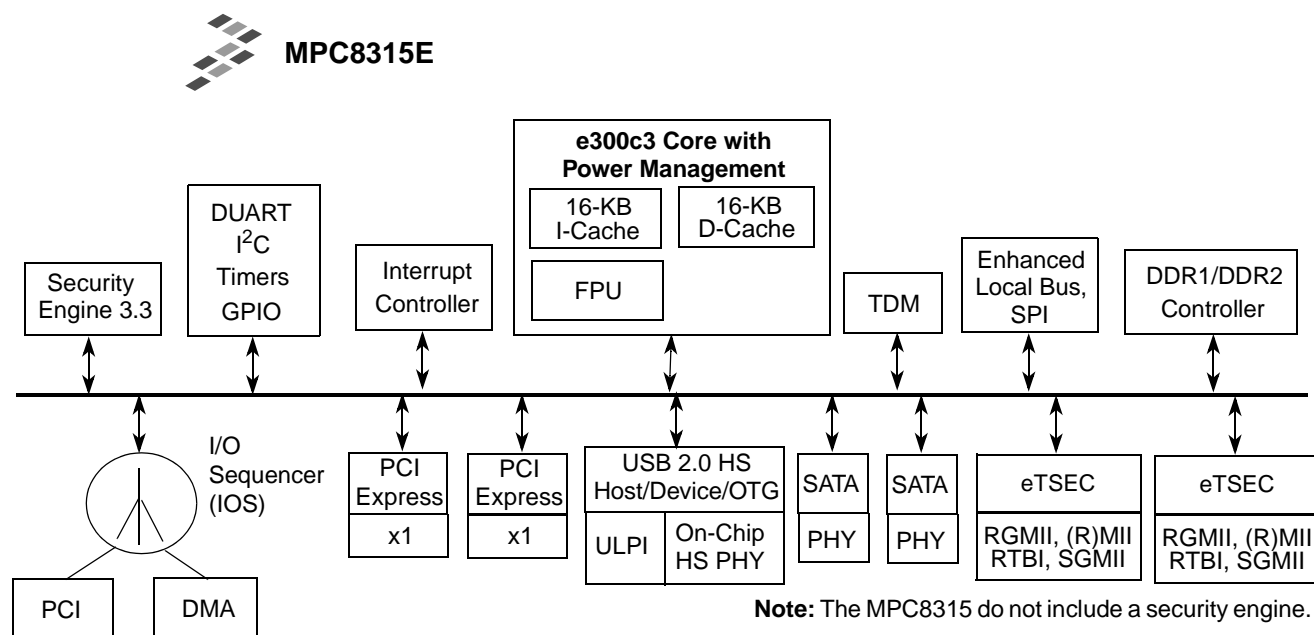 MPC8315E
e300c3 Core with
Power Management
16-KB
I-Cache
16-KB
D-Cache
FPU
Security
Engine 3.3
DUART
I²C
Timers
GPIO
Interrupt
Controller
TDM
Enhanced
Local Bus,
SPI
DDR1/DDR2
Controller
I/O
Sequencer
(IOS)
PCI
DMA
PCI
Express
x1
PCI
Express
x1
USB 2.0 HS
Host/Device/OTG
ULPI
On-Chip
HS PHY
SATA
PHY
SATA
PHY
eTSEC
RGMII, (R)MII
RTBI, SGMII
eTSEC
RGMII, (R)MII
RTBI, SGMII
Note: The MPC8315 do not include a security engine.